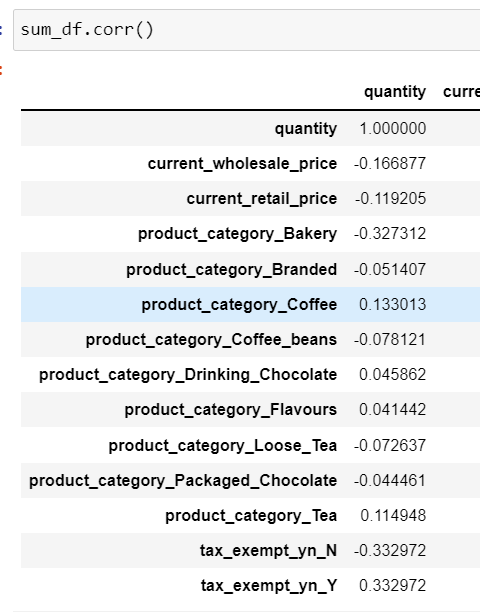 sum_df.corr()
quantity curre
quantity 1.000000
current_wholesale_price -0.166877
current_retail_price -0.119205
product_category_Bakery -0.327312
product_category_Branded -0.051407
product_category_Coffee 0.133013
product_category_Coffee_beans -0.078121
product_category_Drinking_Chocolate 0.045862
product_category_Flavours 0.041442
product_category_Loose_Tea -0.072637
product_category_Packaged_Chocolate -0.044461
product_category_Tea 0.114948
tax_exempt_yn_N -0.332972
tax_exempt_yn_Y 0.332972